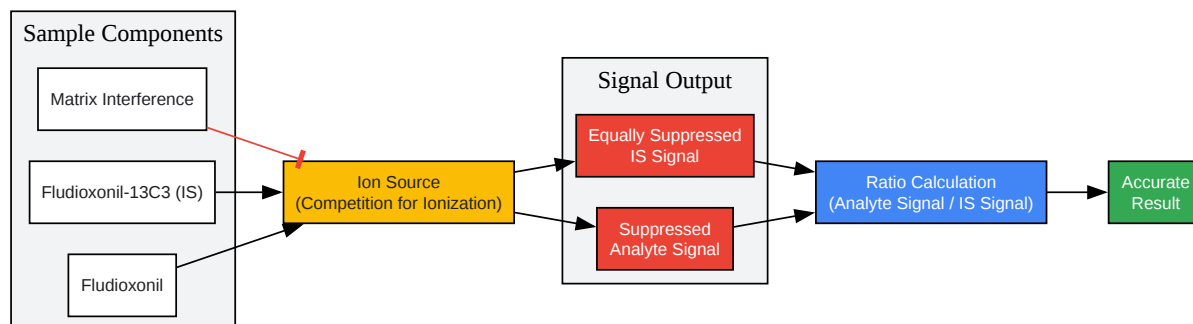 Sample Components
Matrix Interference
Fludioxonil-13C3 (IS)
Fludioxonil
Ion Source
(Competition for Ionization)
Signal Output
Equally Suppressed
IS Signal
Suppressed
Analyte Signal
Ratio Calculation
(Analyte Signal / IS Signal)
Accurate
Result